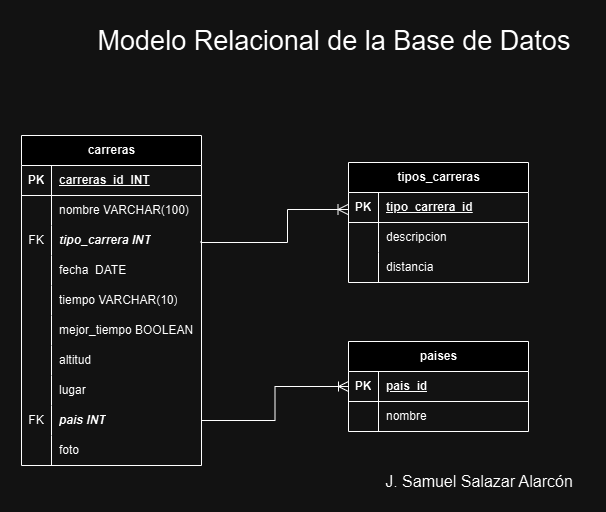 Modelo Relacional de la Base de Datos
carreras
PK carreras_id INT
nombre VARCHAR(100)
FK tipo_carrera INT
fecha DATE
tiempo VARCHAR(10)
mejor_tiempo BOOLEAN
altitud
lugar
FK pais INT
foto
tipos_carreras
PK tipo_carrera_id
descripcion
distancia
paises
PK pais_id
nombre
J. Samuel Salazar Alarcón